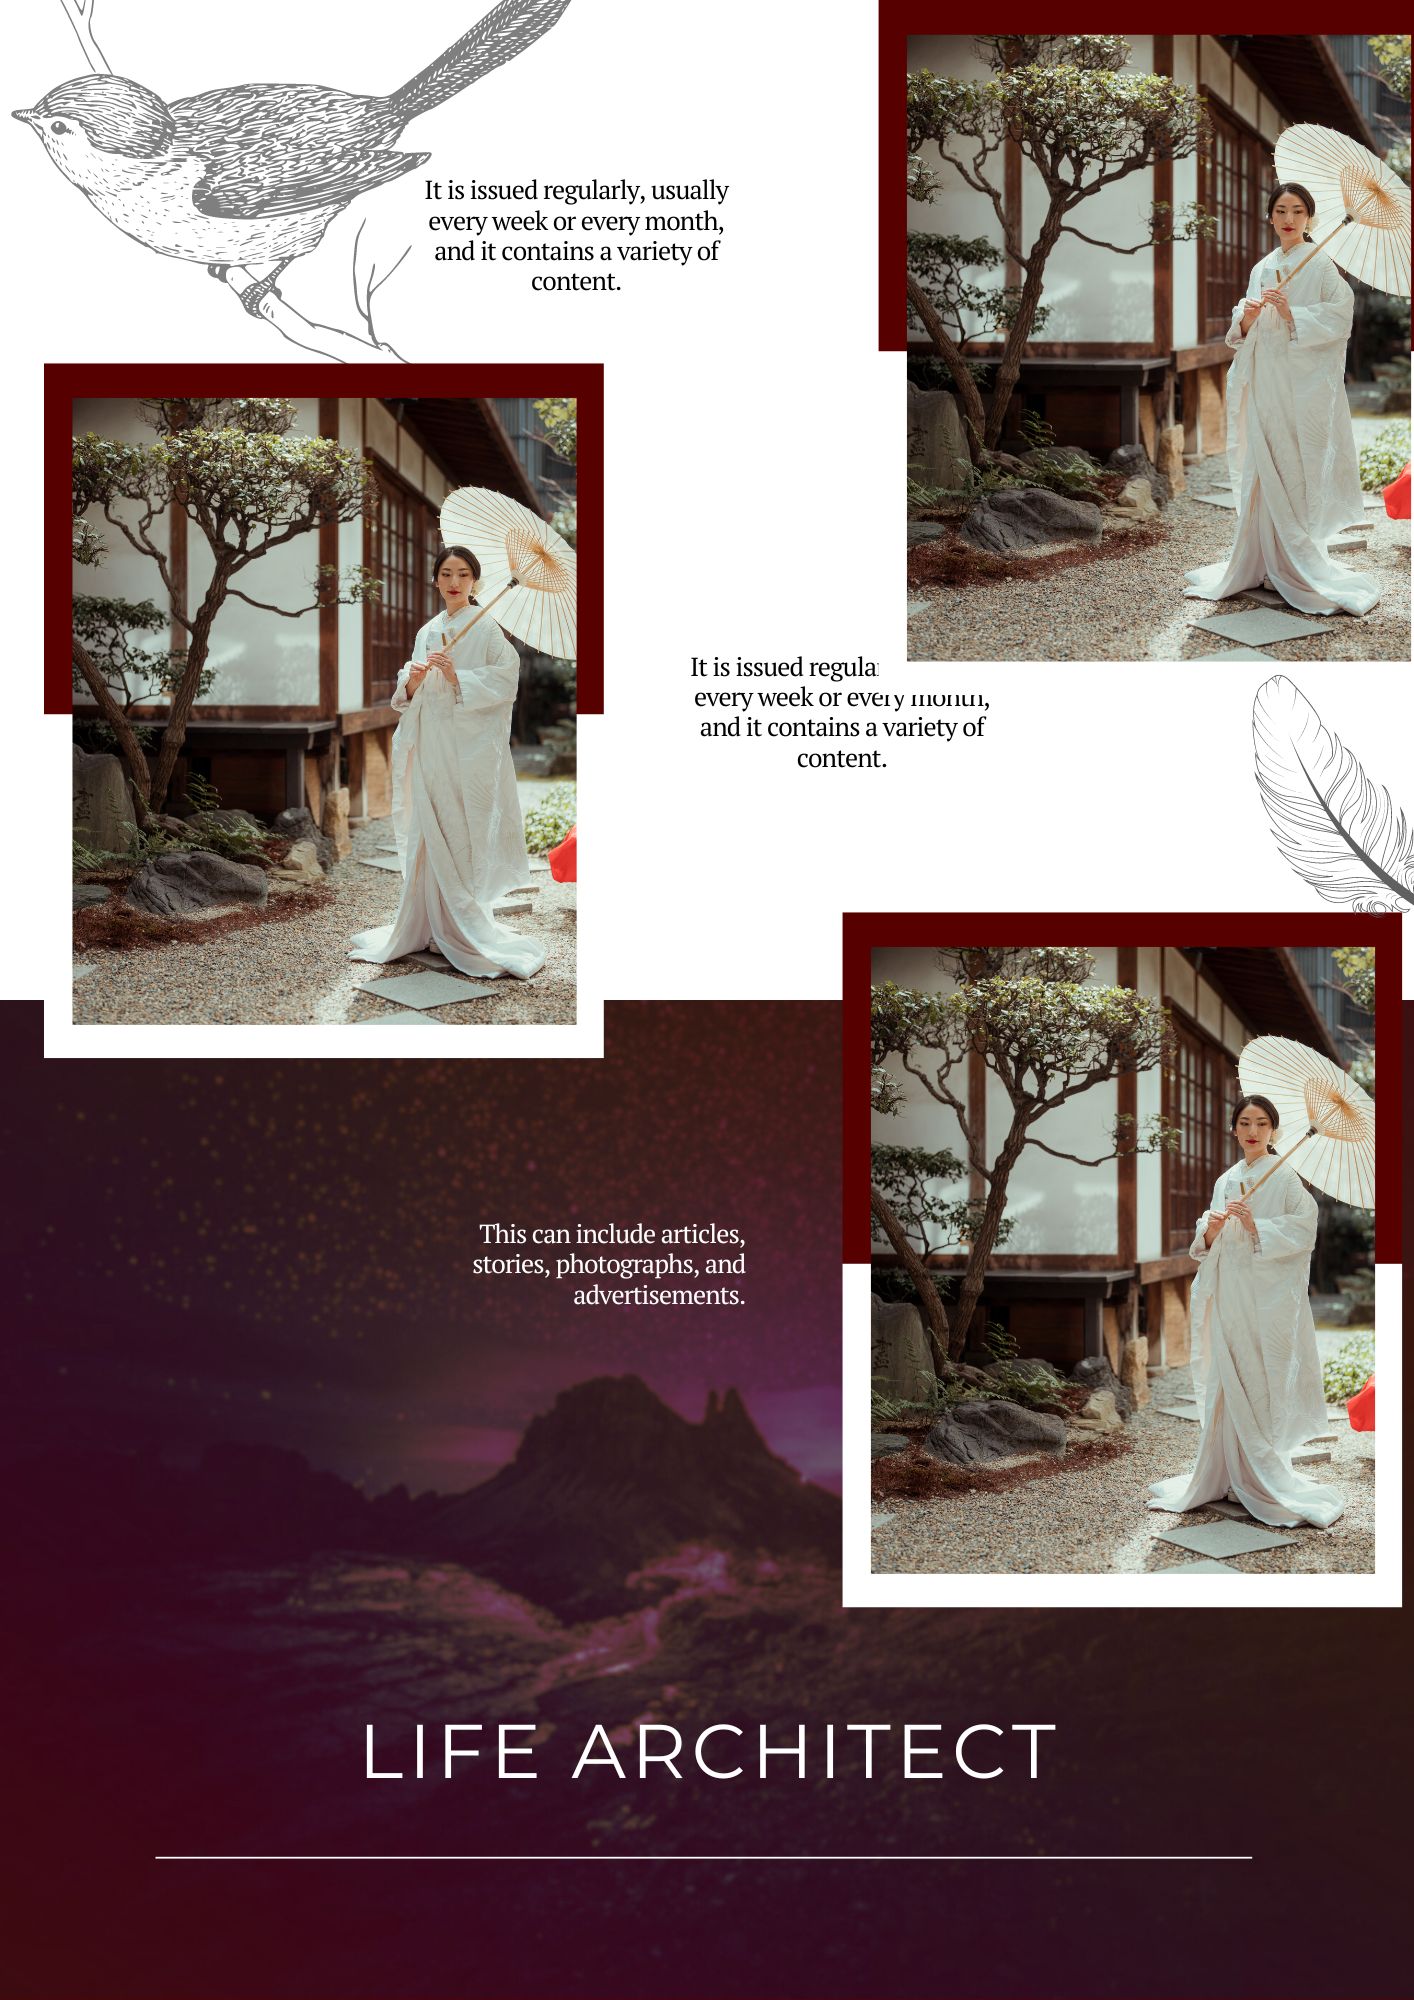 It is issued regularly, usually
every week or every month,
and it contains a variety of
content.
It is issued
every week or every month,
and it contains a variety of
content.
This can include articles,
stories, photographs, and
advertisements.
LIFE ARCHITECT